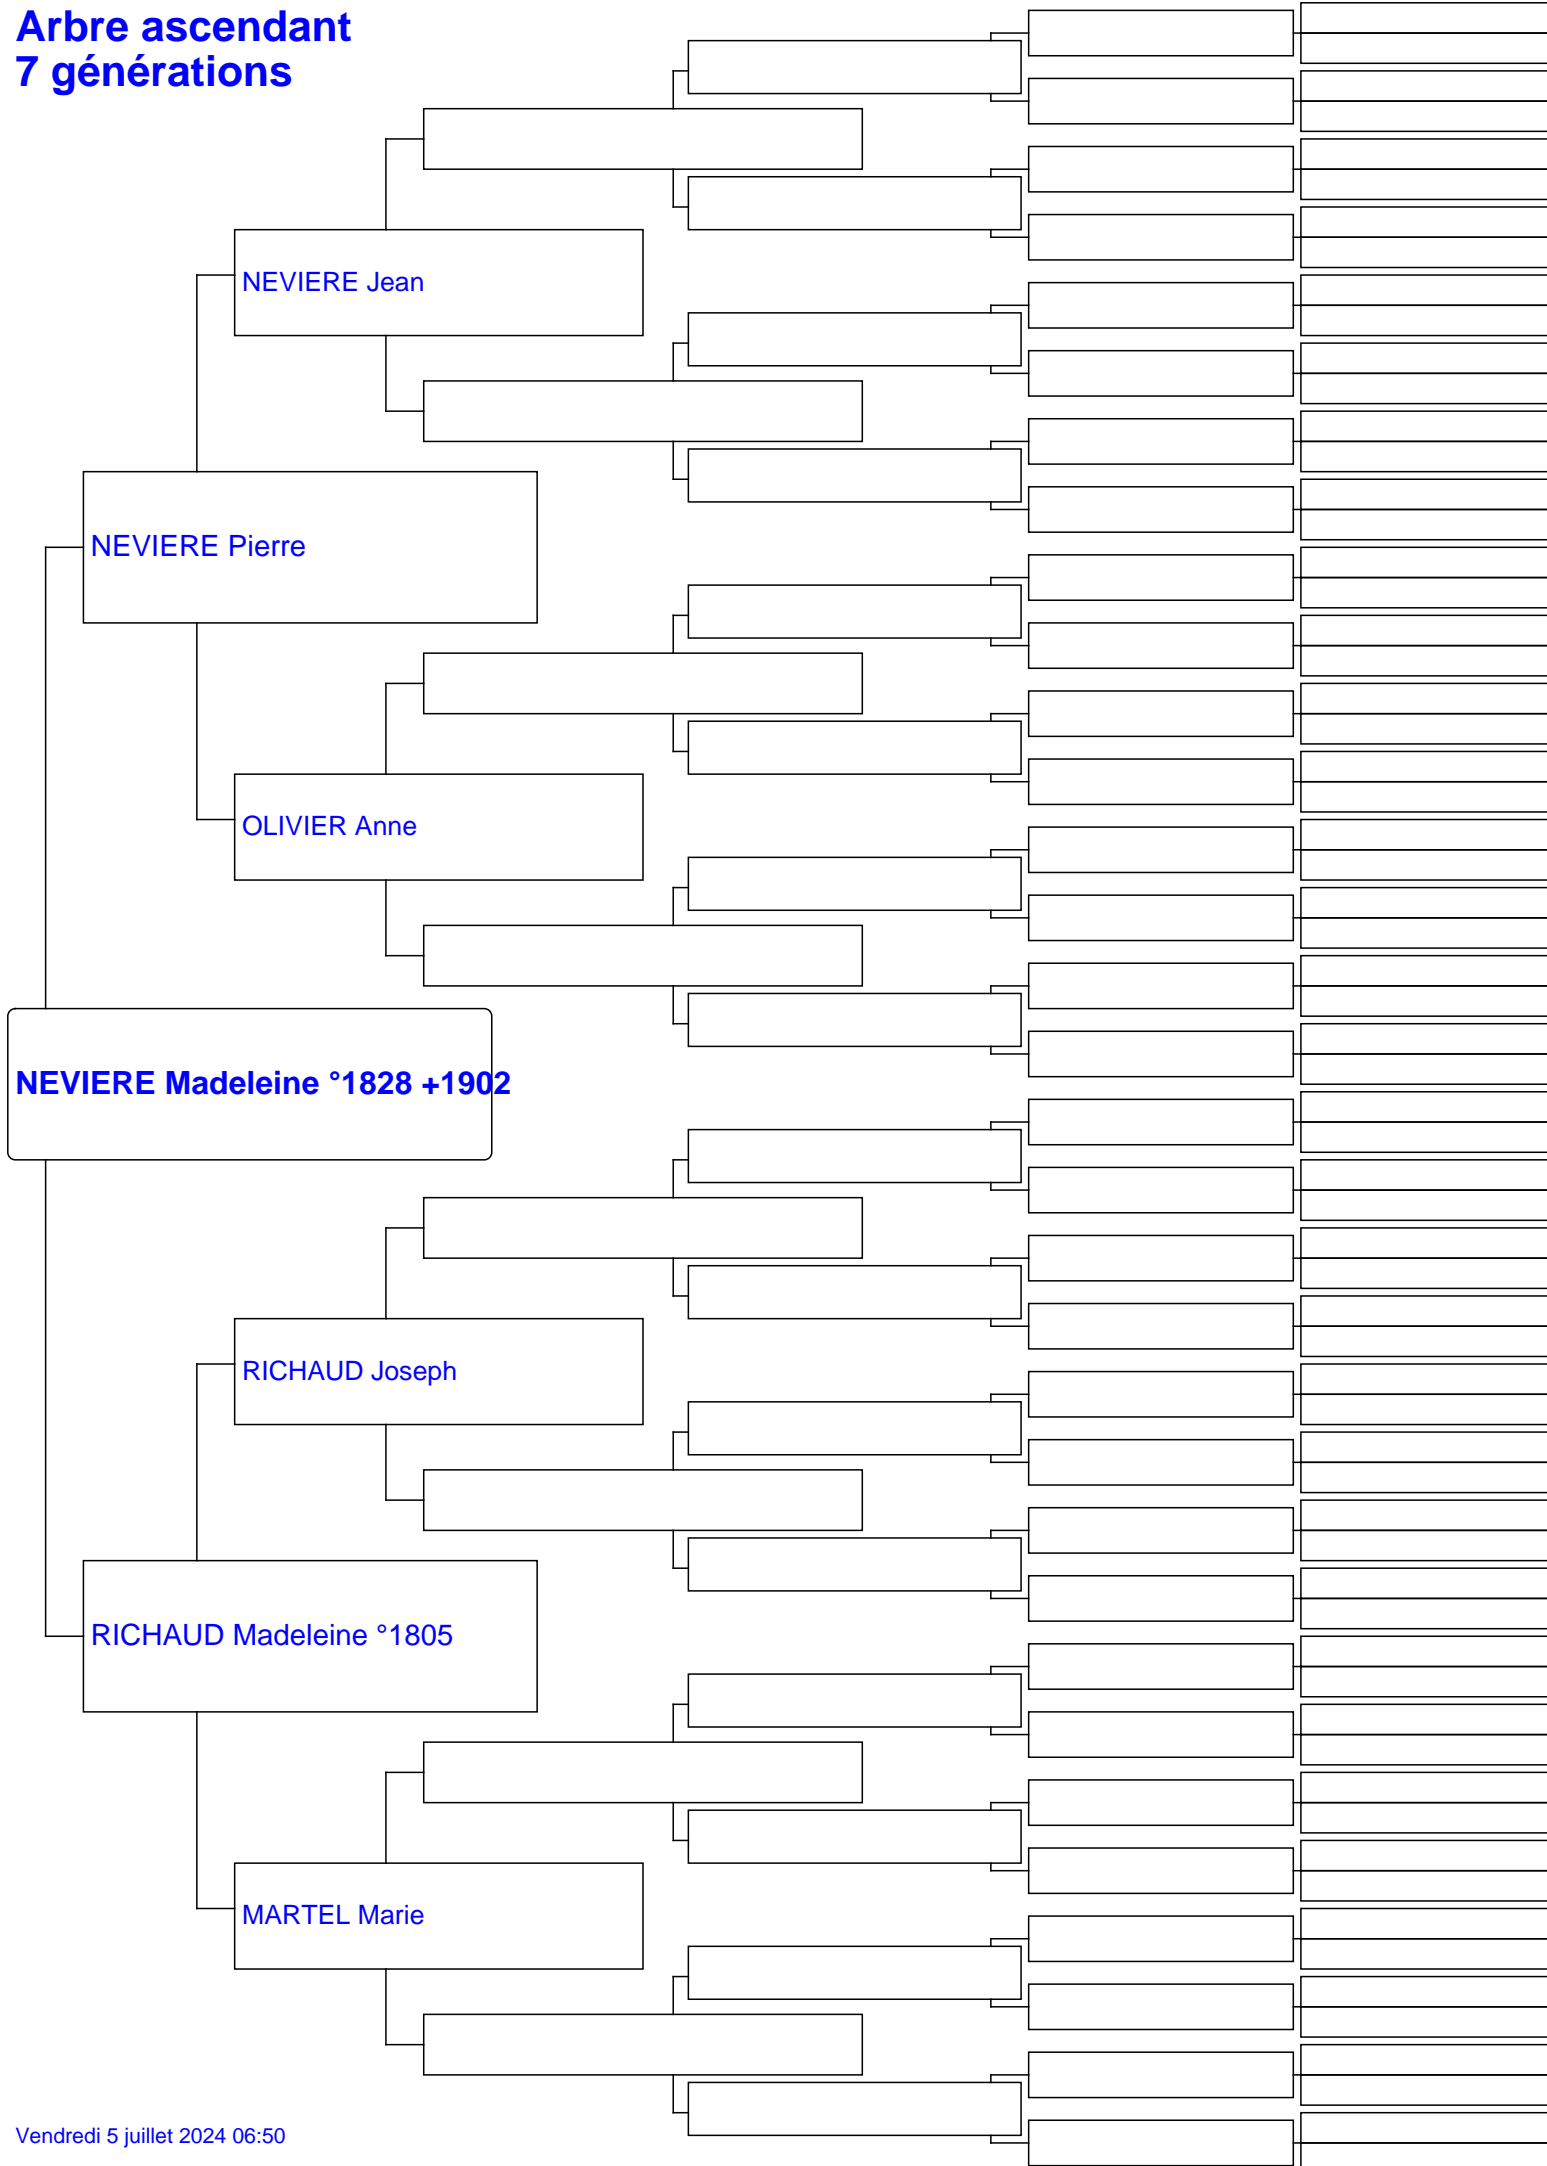 Arbre ascendant
7 générations
NEVIERE Jean
NEVIERE Pierre
OLIVIER Anne
NEVIERE Madeleine °1828 +1902
RICHAUD Joseph
RICHAUD Madeleine °1805
MARTEL Marie
Vendredi 5 juillet 2024 06:50